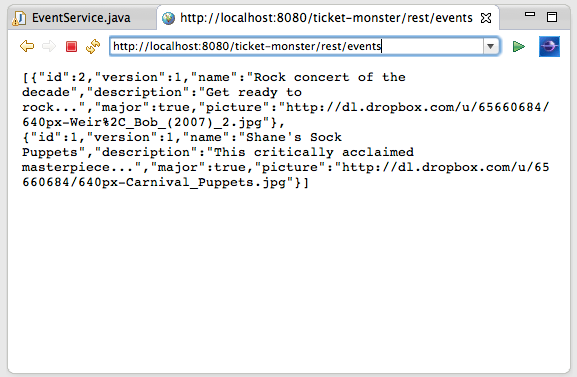 EventService.java
http://localhost:8080/ticket-monster/rest/events
http://localhost:8080/ticket-monster/rest/events
[{"id":2,"version":1,"name":"Rock concert of the
decade","description":"Get ready to
rock...","major":true,"picture":"http://dl.dropbox.com/u/65660684/
640px-Weir%2C_Bob_(2007)_2.jpg"},
{"id":1,"version":1,"name":"Shane's Sock
Puppets","description":"This critically acclaimed
masterpiece...","major":true,"picture":"http://dl.dropbox.com/u/65
660684/640px-Carnival_Puppets.jpg"}]